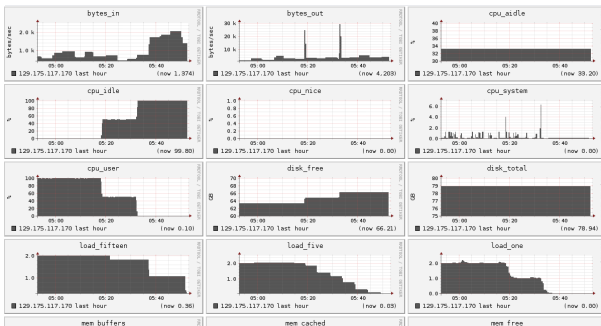 bytes_in
bytes/sec
2.0 k
1.0 k
05:00 05:20 05:40
129.175.117.170 last hour (now 1,374)
bytes_out
bytes/sec
30 k
20 k
10 k
05:00 05:20 05:40
129.175.117.170 last hour (now 4,203)
cpu_aidle
%
40
38
36
34
32
30
05:00 05:20 05:40
129.175.117.170 last hour (now 33.20)
cpu_idle
%
100
80
60
40
20
0
05:00 05:20 05:40
129.175.117.170 last hour (now 99.80)
cpu_nice
%
1.0
0.8
0.6
0.4
0.2
0.0
05:00 05:20 05:40
129.175.117.170 last hour (now 0.00)
cpu_system
%
6.0
4.0
2.0
0.0
05:00 05:20 05:40
129.175.117.170 last hour (now 0.00)
cpu_user
%
100
80
60
40
20
0
05:00 05:20 05:40
129.175.117.170 last hour (now 0.10)
disk_free
GB
70
68
66
64
62
60
05:00 05:20 05:40
129.175.117.170 last hour (now 66.21)
disk_total
GB
80
79
78
77
76
75
05:00 05:20 05:40
129.175.117.170 last hour (now 78.94)
load_fifteen
2.0
1.0
05:00 05:20 05:40
129.175.117.170 last hour (now 0.36)
load_five
2.0
1.0
0.0
05:00 05:20 05:40
129.175.117.170 last hour (now 0.03)
load_one
2.0
1.0
0.0
05:00 05:20 05:40
129.175.117.170 last hour (now 0.00)
mem_buffers
mem_cached
mem_free